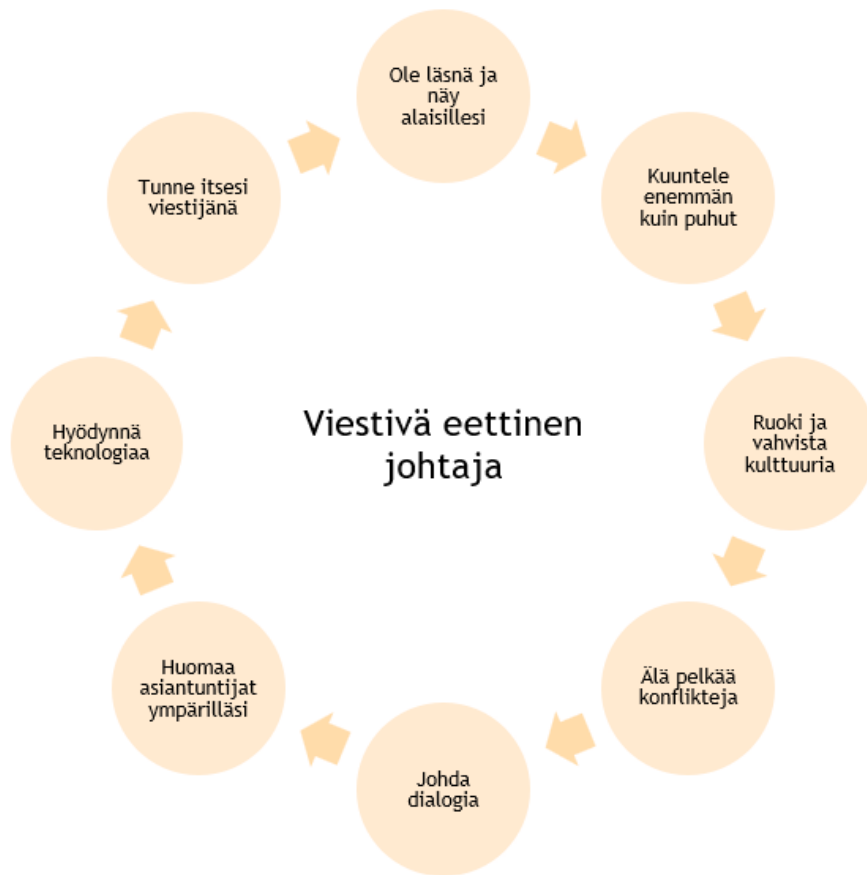 Ole läsnä ja
näy
alaisillesi
Kuuntele
enemmän
kuin puhut
Ruoki ja
vahvista
kulttuuria
Älä pelkää
konflikteja
Johda
dialogia
Huomaa
asiantuntijat
ympärilläsi
Hyödynnä
teknologiaa
Tunne itsesi
viestijänä
Viestivä eettinen
johtaja